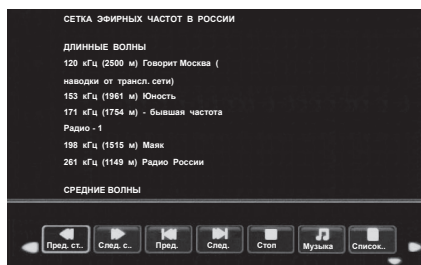 СЕТКА ЭФИРНЫХ ЧАСТОТ В РОССИИ
ДЛИННЫЕ ВОЛНЫ
120 кГц (2500 м) Говорит Москва (
наводки от трансл. сети)
153 кГц (1961 м) Юность
171 кГц (1754 м) - бывшая частота
Радио - 1
198 кГц (1515 м) Маяк
261 кГц (1149 м) Радио России
СРЕДНИЕ ВОЛНЫ
Пред. ст.. След. с.. Пред. След. Стоп Музыка Список..